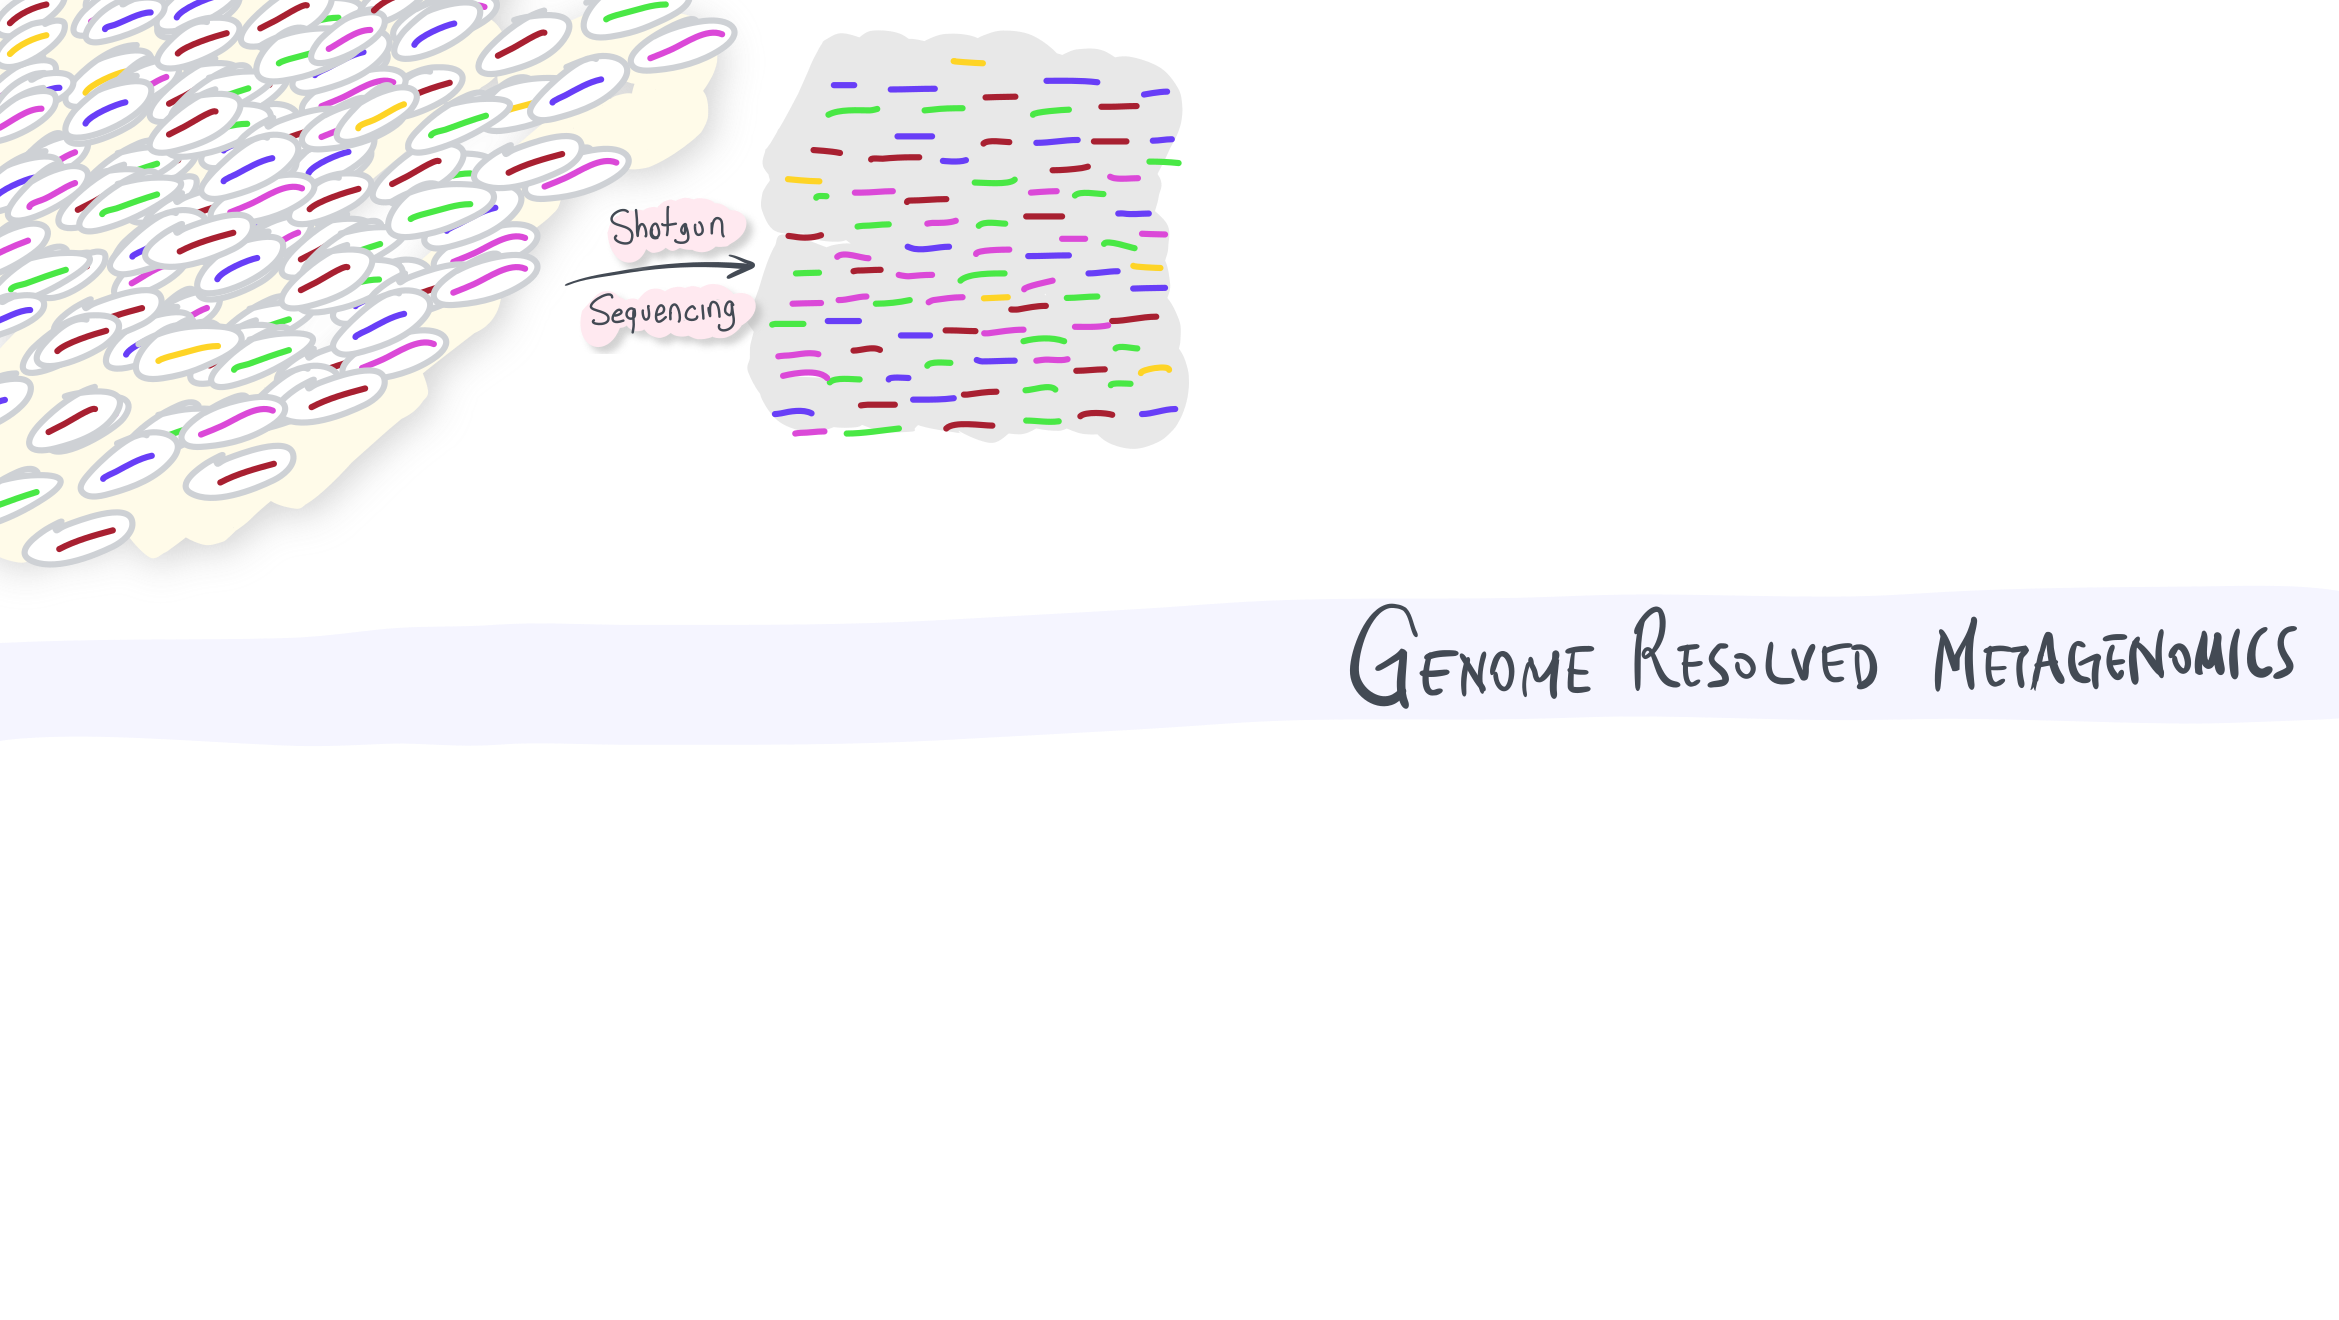 Shotgun
Sequencing
GENOME RESOLVED METAGENOMICS